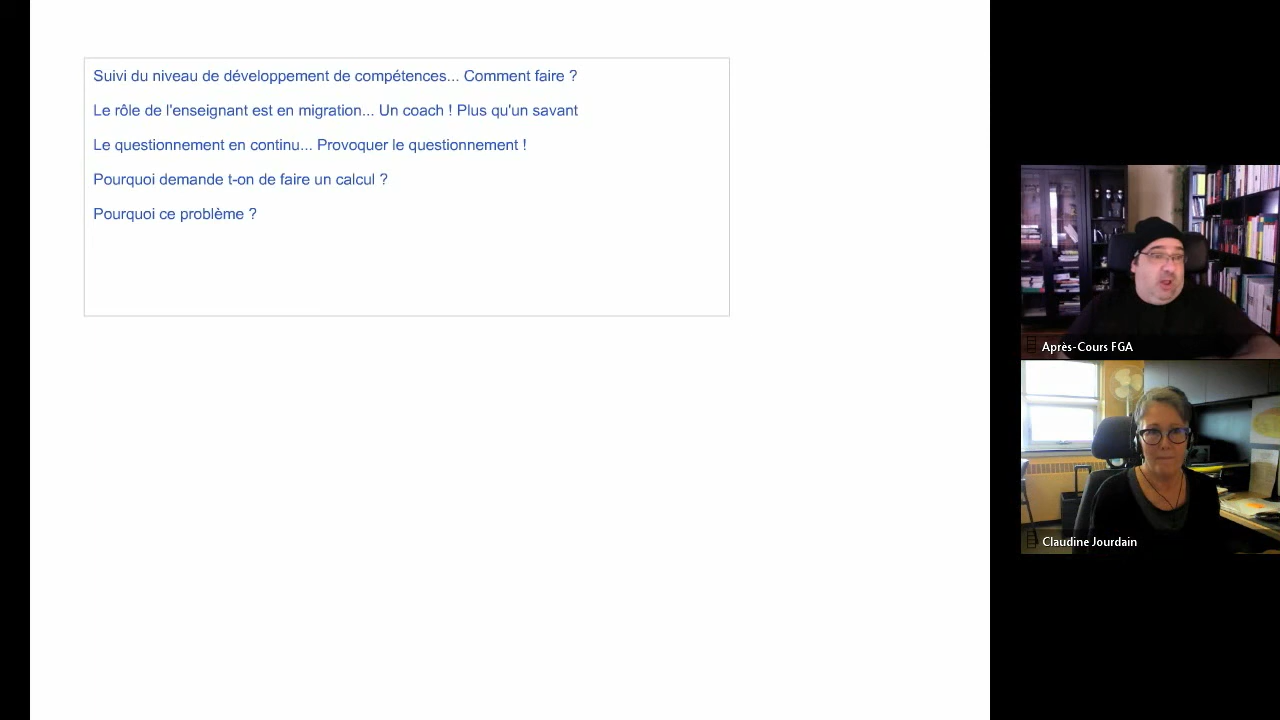 Suivi du niveau de développement de compétences... Comment faire ?
Le rôle de l'enseignant est en migration... Un coach ! Plus qu'un savant
Le questionnement en continu... Provoquer le questionnement !
Pourquoi demande t-on de faire un calcul ?
Pourquoi ce problème ?
Après-Cours FGA
Claudine Jourdain